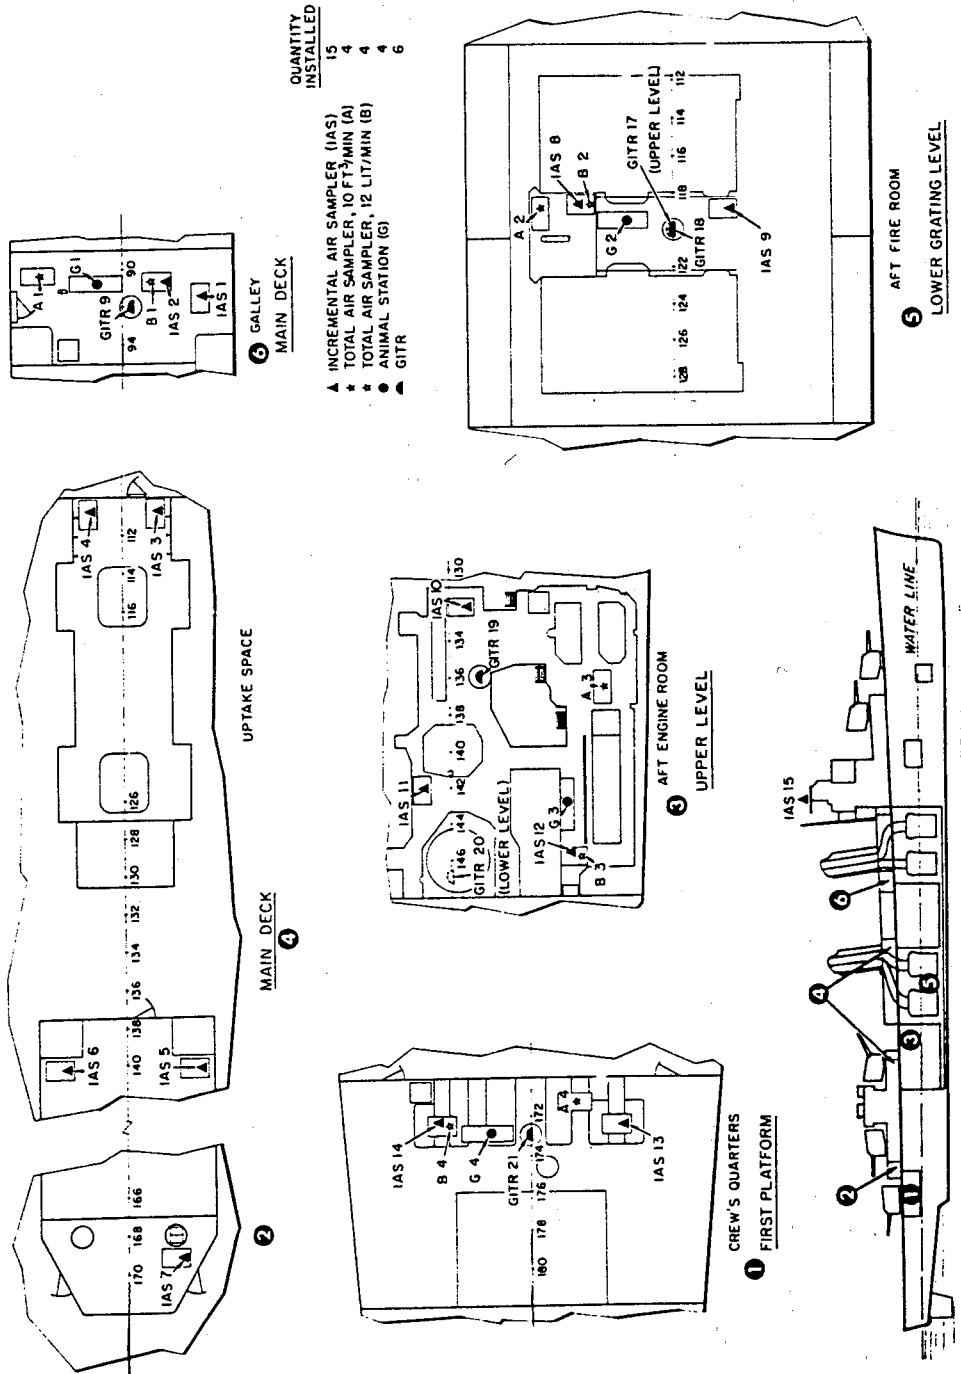 QUANTITY
INSTALLED
▲ INCREMENTAL AIR SAMPLER (IAS) 15
★ TOTAL AIR SAMPLER, 10 FT³/MIN (A) 4
★ TOTAL AIR SAMPLER, 12 LIT/MIN (B) 4
● ANIMAL STATION (G) 4
GITR 6
A 1
G 1
GITR 9
B 1
IAS 2
IAS 1
94
90
6 GALLEY
MAIN DECK
IAS 4
IAS 3
112
114
116
126
128
130
132
134
136
138
140
IAS 6
IAS 5
UPTAKE SPACE
MAIN DECK
4
166
168
170
IAS 7
2
A 2
IAS 8
B 2
G 2
GITR 17
(UPPER LEVEL)
GITR 18
IAS 9
128
126
124
122
118
116
114
112
AFT FIRE ROOM
5 LOWER GRATING LEVEL
IAS 10
130
134
136
138
140
142
144
146
GITR 19
IAS 11
GITR 20
(LOWER LEVEL)
A 3
G 3
IAS 12
B 3
AFT ENGINE ROOM
3 UPPER LEVEL
IAS 14
B 4
G 4
GITR 21
A 4
IAS 13
180
178
176
174
172
CREW'S QUARTERS
1 FIRST PLATFORM
IAS 15
WATER LINE
1
2
3
4
5
6